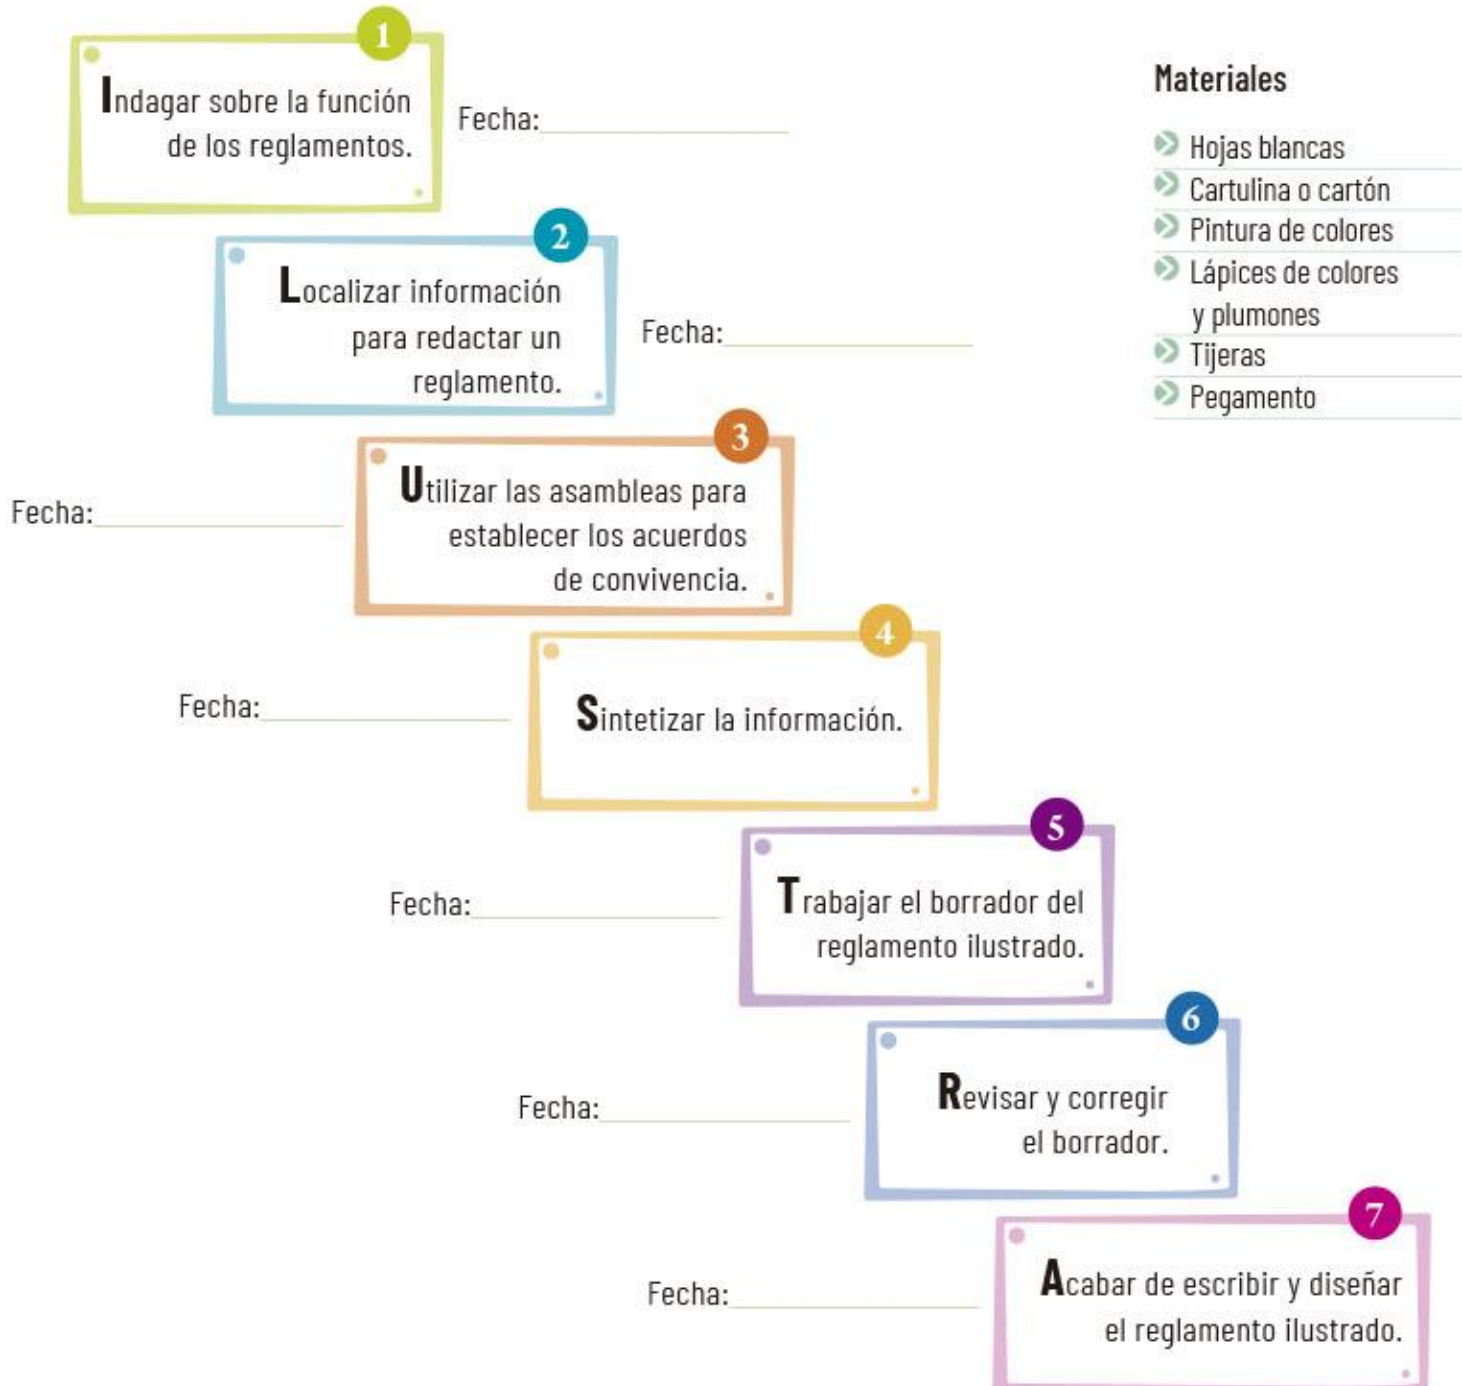 1
Indagar sobre la función
de los reglamentos.
Fecha:
Materiales
Hojas blancas
Cartulina o cartón
Pintura de colores
Lápices de colores
y plumones
Tijeras
Pegamento
2
Localizar información
para redactar un
reglamento.
Fecha:
3
Utilizar las asambleas para
establecer los acuerdos
de convivencia.
Fecha:
4
Sintetizar la información.
Fecha:
5
Trabajar el borrador del
reglamento ilustrado.
Fecha:
6
Revisar y corregir
el borrador.
Fecha:
7
Acabar de escribir y diseñar
el reglamento ilustrado.
Fecha: